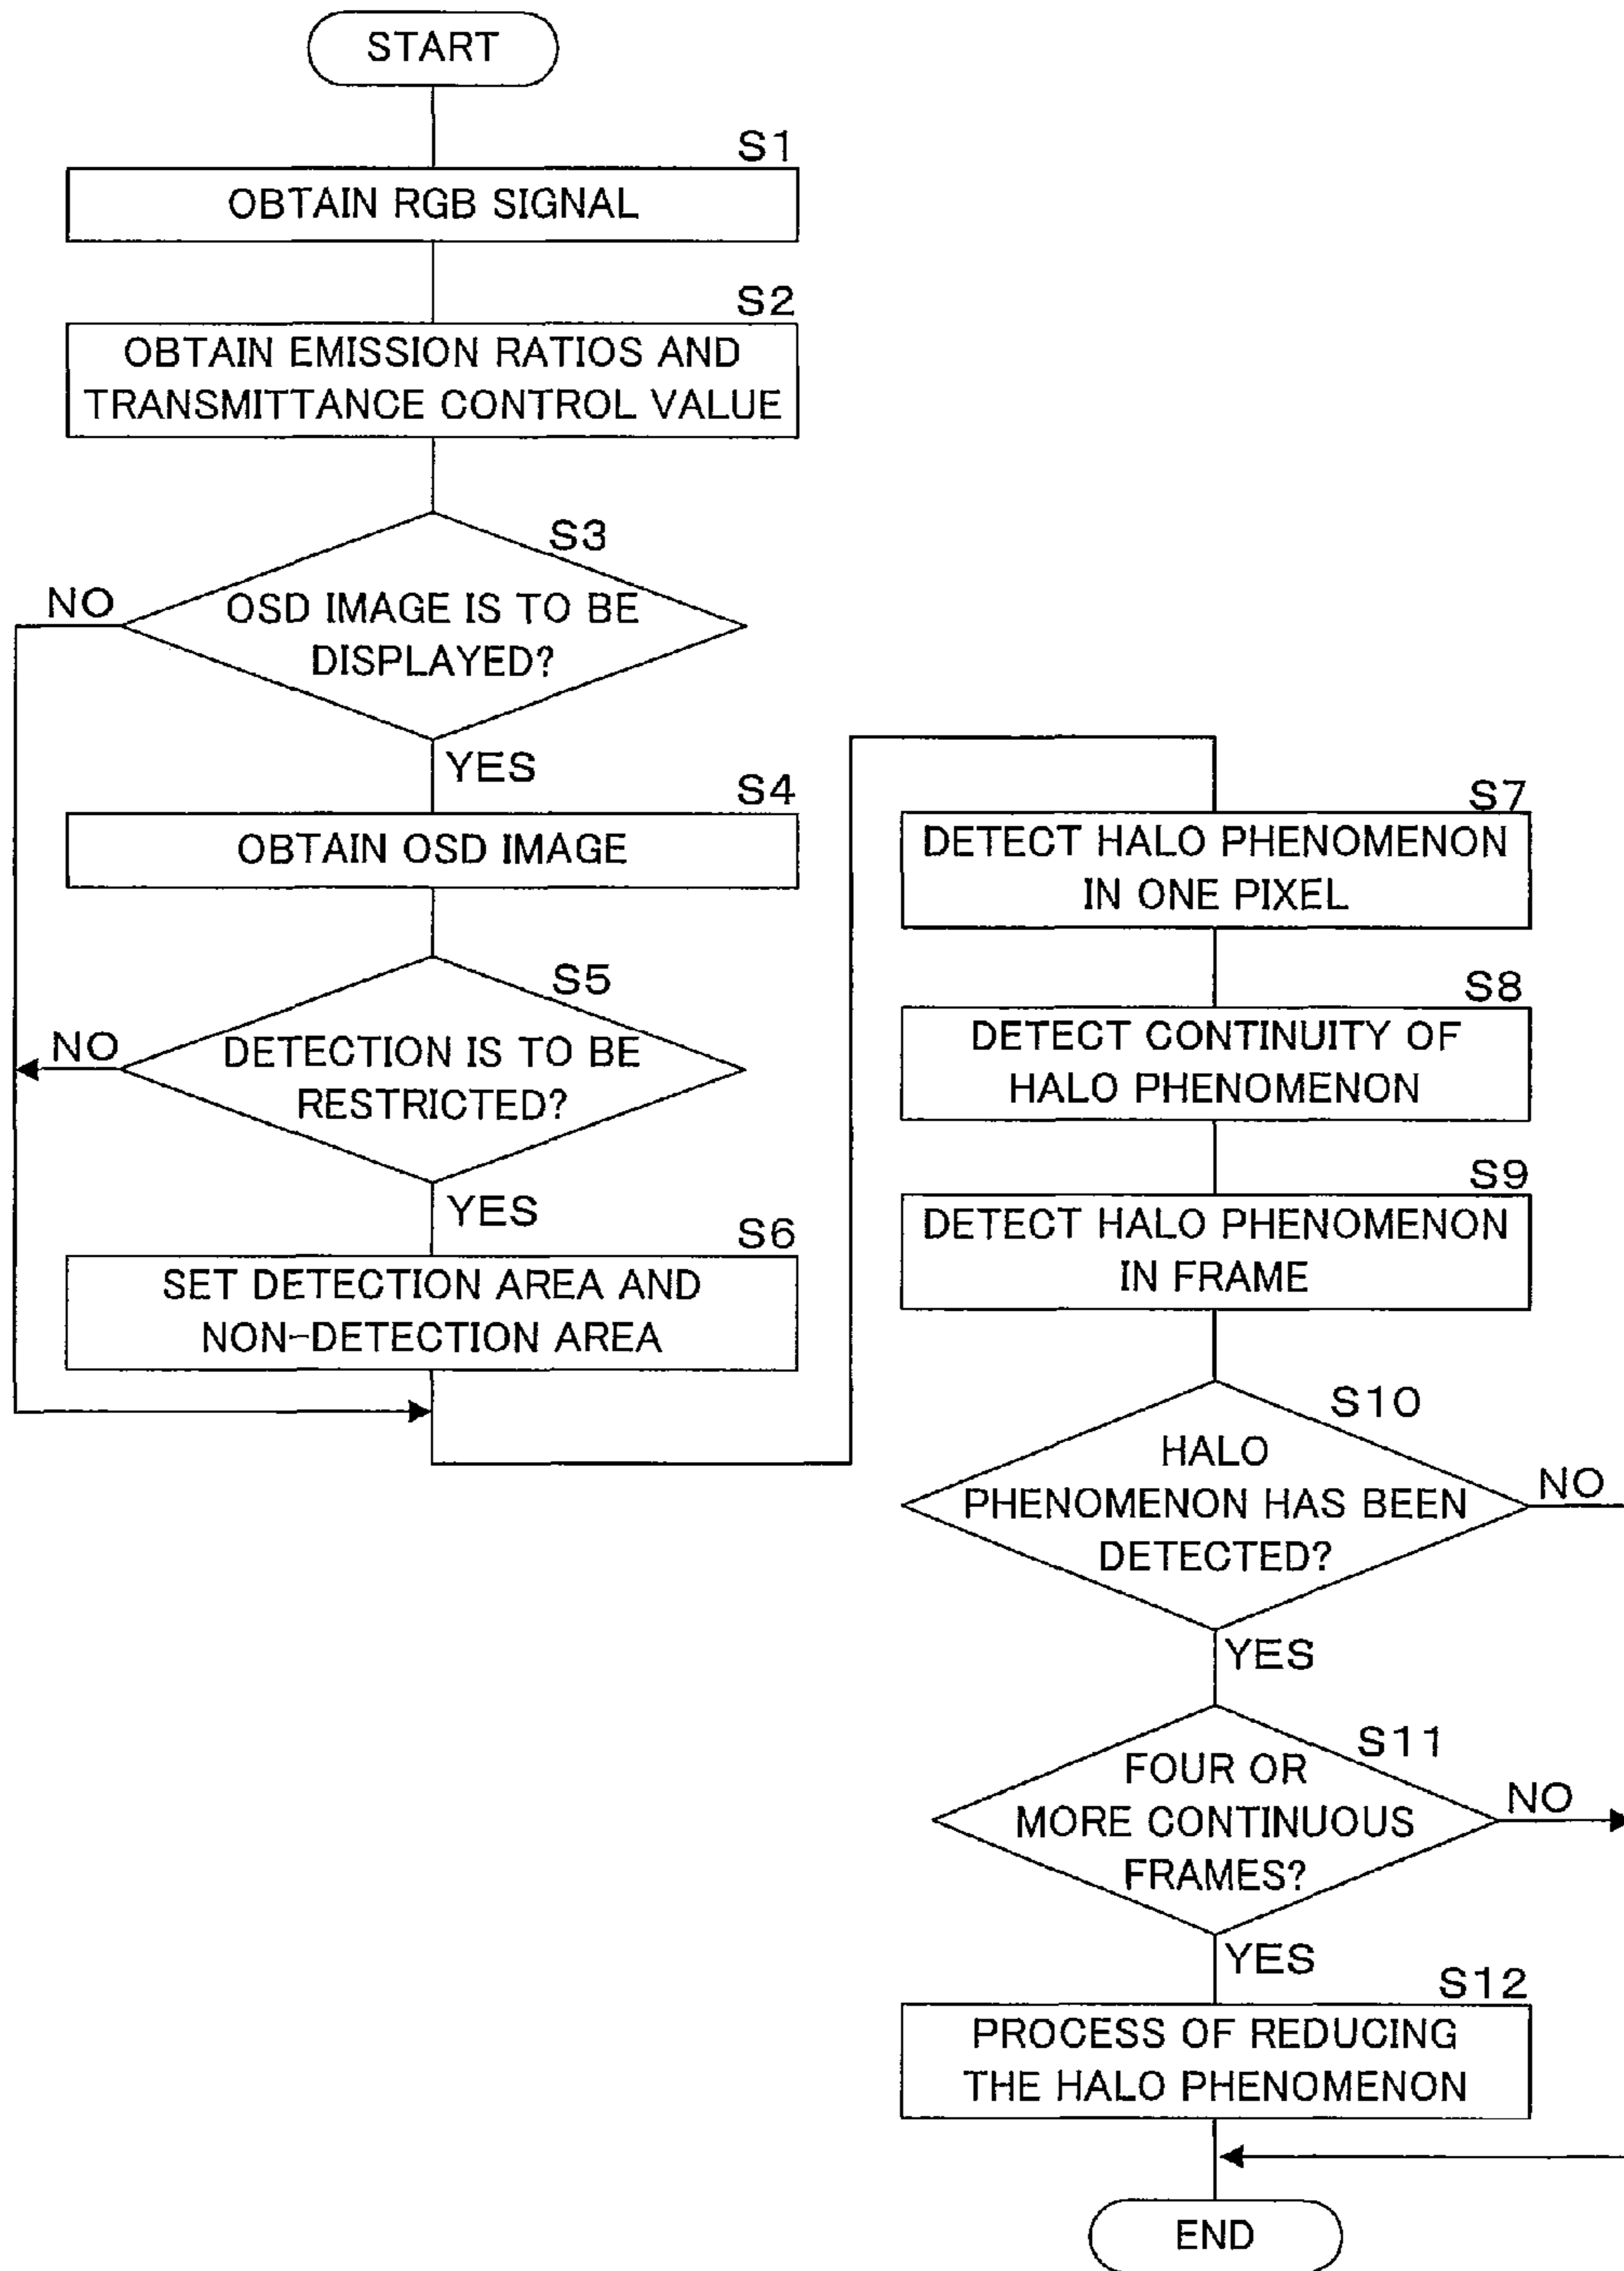 START
S1
OBTAIN RGB SIGNAL
S2
OBTAIN EMISSION RATIOS AND
TRANSMITTANCE CONTROL VALUE
S3
NO
OSD IMAGE IS TO BE
DISPLAYED?
YES
S4
OBTAIN OSD IMAGE
S5
NO
DETECTION IS TO BE
RESTRICTED?
YES
S6
SET DETECTION AREA AND
NON-DETECTION AREA
S7
DETECT HALO PHENOMENON
IN ONE PIXEL
S8
DETECT CONTINUITY OF
HALO PHENOMENON
S9
DETECT HALO PHENOMENON
IN FRAME
S10
HALO
PHENOMENON HAS BEEN
DETECTED?
NO
YES
S11
FOUR OR
MORE CONTINUOUS
FRAMES?
NO
YES
S12
PROCESS OF REDUCING
THE HALO PHENOMENON
END